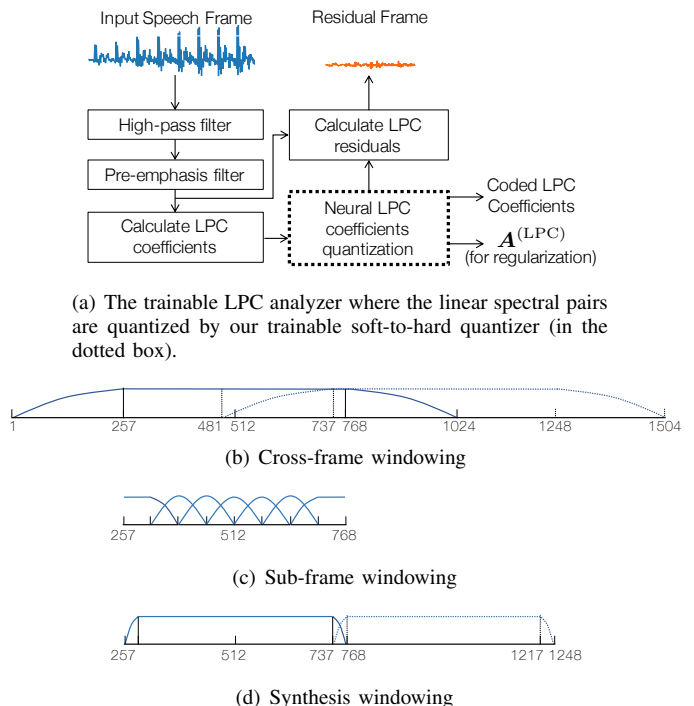 Input Speech Frame
Residual Frame
High-pass filter
Calculate LPC
residuals
Pre-emphasis filter
Calculate LPC
coefficients
Neural LPC
coefficients
quantization
Coded LPC
Coefficients
A^(LPC)
(for regularization)
(a) The trainable LPC analyzer where the linear spectral pairs
are quantized by our trainable soft-to-hard quantizer (in the
dotted box).
1 257 481 512 737 768 1024 1248 1504
(b) Cross-frame windowing
257 512 768
(c) Sub-frame windowing
257 512 737 768 1217 1248
(d) Synthesis windowing